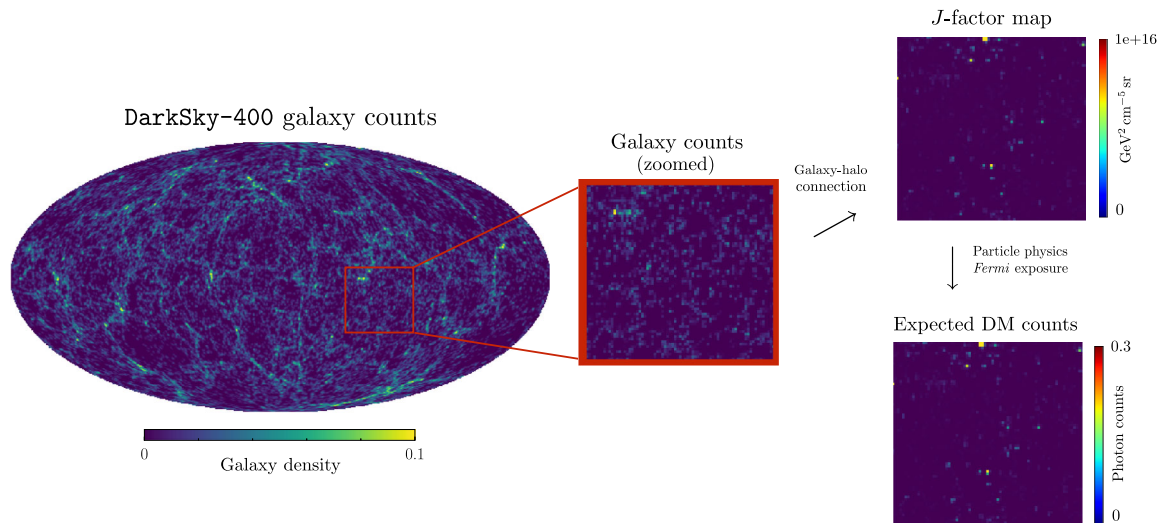 DarkSky-400 galaxy counts
0
0.1
Galaxy density
Galaxy counts
(zoomed)
Galaxy-halo
connection
J-factor map
1e+16
GeV² cm⁻⁵ sr
0
Particle physics
Fermi exposure
Expected DM counts
0.3
Photon counts
0